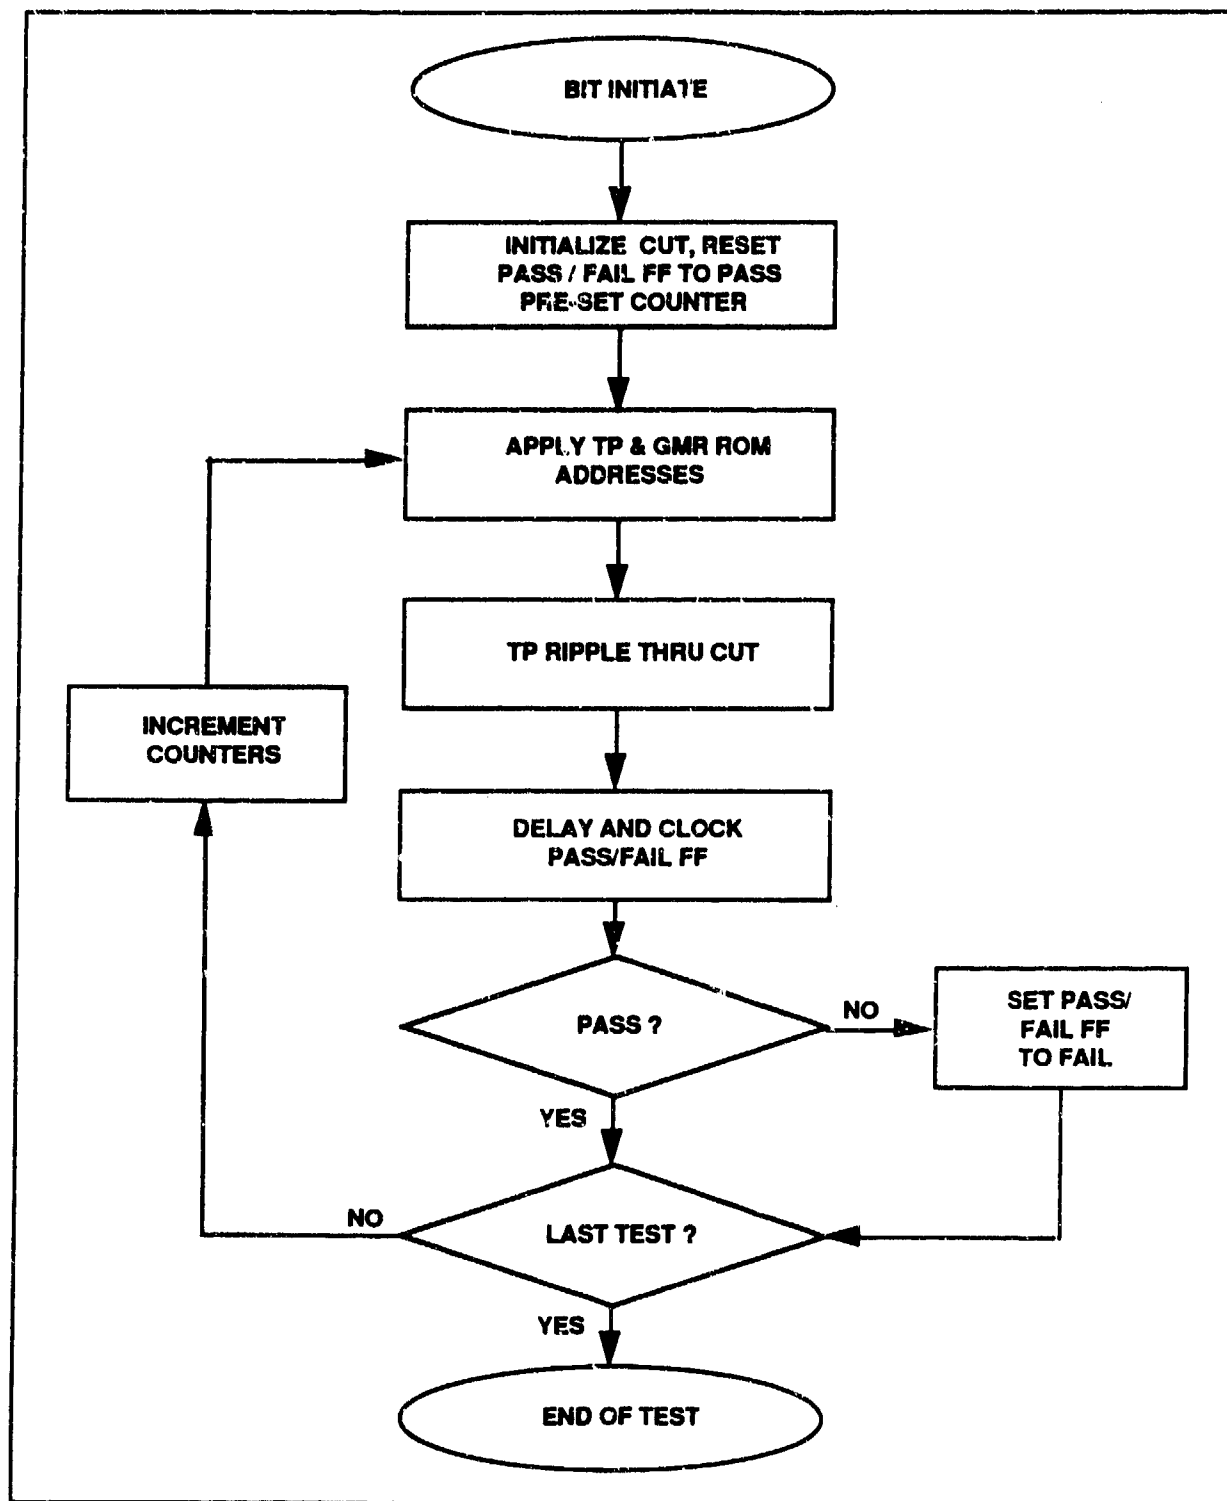 BIT INITIATE
INITIALIZE CUT, RESET
PASS / FAIL FF TO PASS
PRE-SET COUNTER
APPLY TP & GMR ROM
ADDRESSES
TP RIPPLE THRU CUT
INCREMENT
COUNTERS
DELAY AND CLOCK
PASS/FAIL FF
PASS ?
NO
SET PASS/
FAIL FF
TO FAIL
YES
NO
LAST TEST ?
YES
END OF TEST